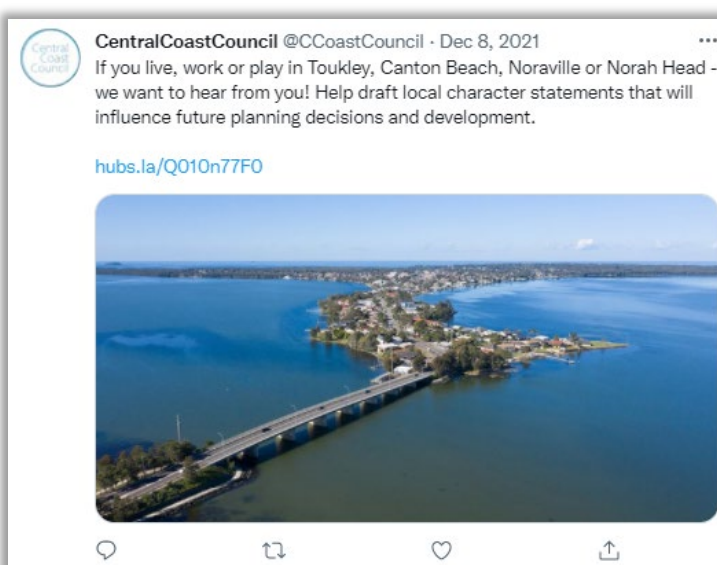 Central
Coast
Council
CentralCoastCouncil @CCoastCouncil · Dec 8, 2021
If you live, work or play in Toukley, Canton Beach, Noraville or Norah Head -
we want to hear from you! Help draft local character statements that will
influence future planning decisions and development.
hubs.la/Q010n77F0